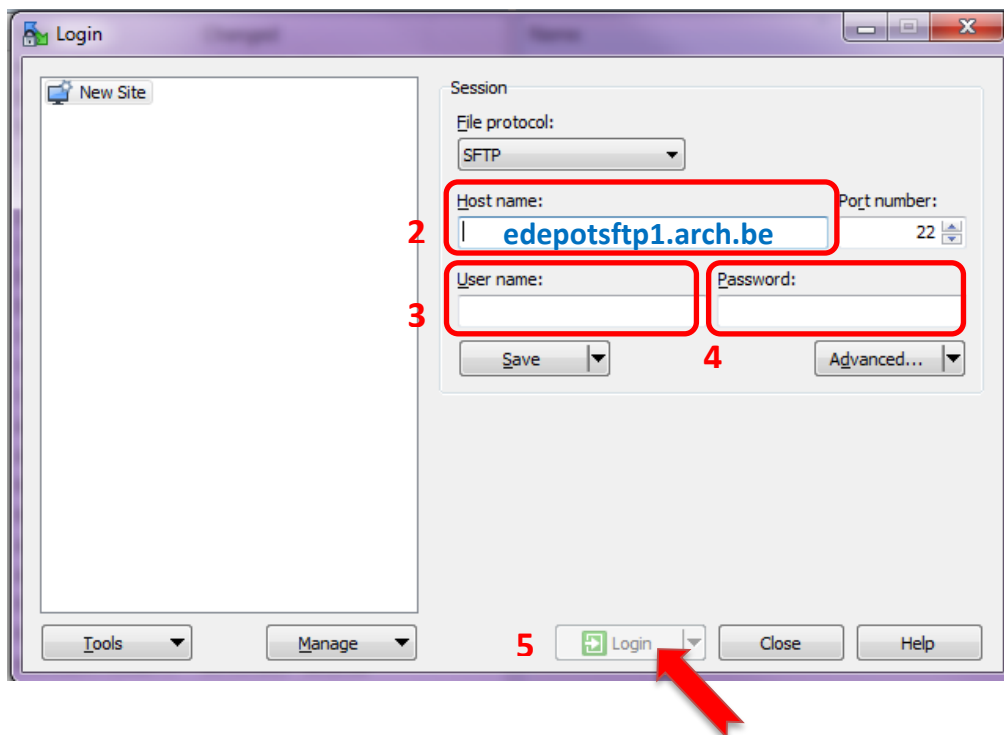 Login
New Site
Session
File protocol:
SFTP
Host name:
Port number:
2
edepotsftp1.arch.be
22
User name:
Password:
3
4
Save
Advanced...
Tools
Manage
5
Login
Close
Help